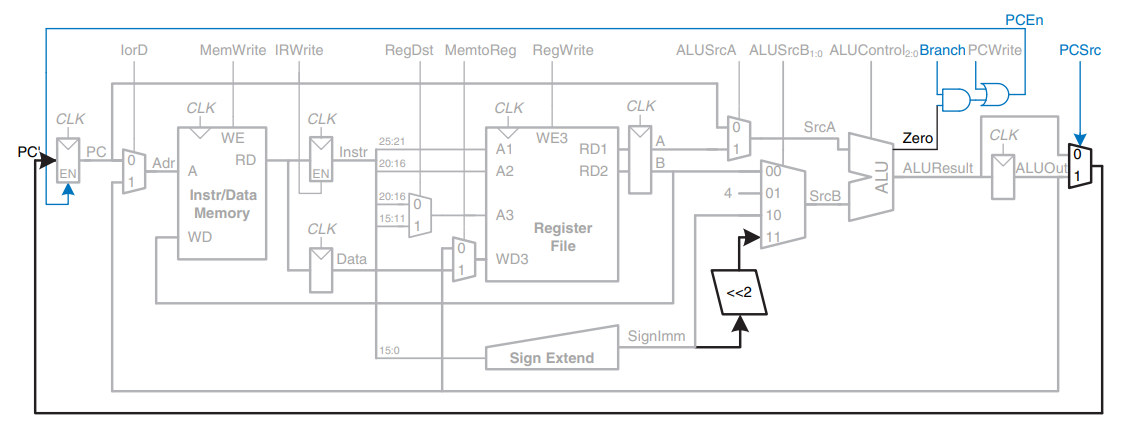 PCEn
IorD MemWrite IRWrite RegDst MemtoReg RegWrite ALUSrcA ALUSrcB1:0 ALUControl2:0 Branch PCWrite PCSrc
CLK CLK CLK CLK CLK CLK
PC' PC EN
0 1 Adr
WE RD A
Instr/Data
Memory
WD
Instr EN
CLK
Data
25:21
20:16
20:16 0
15:11 1
0 1
A1 WE3 RD1
A2 RD2
A3
Register
File
WD3
A
B
0 1
SrcA
00
4 01
10
11
SrcB
ALU
Zero
ALUResult
ALUOut
0
1
<<2
SignImm
15:0
Sign Extend